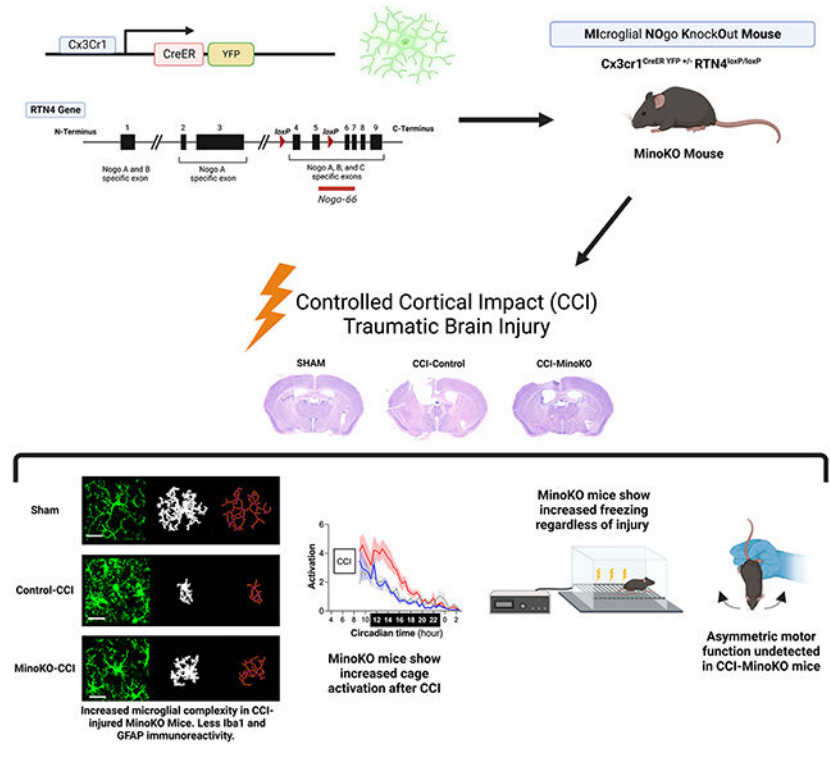 Cx3Cr1
CreER
YFP
MIcroglial NOgo KnockOut Mouse
Cx3cr1CreER YFP +/- RTN4loxP/loxP
MinoKO Mouse
RTN4 Gene
N-Terminus
1
2
3
loxP
4
5
loxP
6
7
8
9
C-Terminus
Nogo A and B
specific exon
Nogo A
specific exon
Nogo A, B, and C
specific exons
Nogo-66
Controlled Cortical Impact (CCI)
Traumatic Brain Injury
SHAM
CCI-Control
CCI-MinoKO
Sham
Control-CCI
MinoKO-CCI
Increased microglial complexity in CCI-
injured MinoKO Mice. Less Iba1 and
GFAP immunoreactivity.
Activation
6
4
2
0
CCI
4 6 8 10 12 14 16 18 20 22 0 2
Circadian time (hour)
MinoKO mice show
increased cage
activation after CCI
MinoKO mice show
increased freezing
regardless of injury
Asymmetric motor
function undetected
in CCI-MinoKO mice